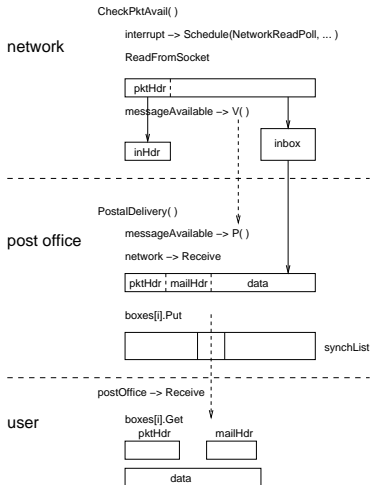 CheckPktAvail( )
interrupt –> Schedule(NetworkReadPoll, ... )
network
ReadFromSocket
pktHdr
messageAvailable –> V( )
inHdr
inbox
PostalDelivery( )
post office
messageAvailable –> P( )
network –> Receive
pktHdr mailHdr data
boxes[i].Put
synchList
postOffice –> Receive
user
boxes[i].Get
pktHdr mailHdr
data